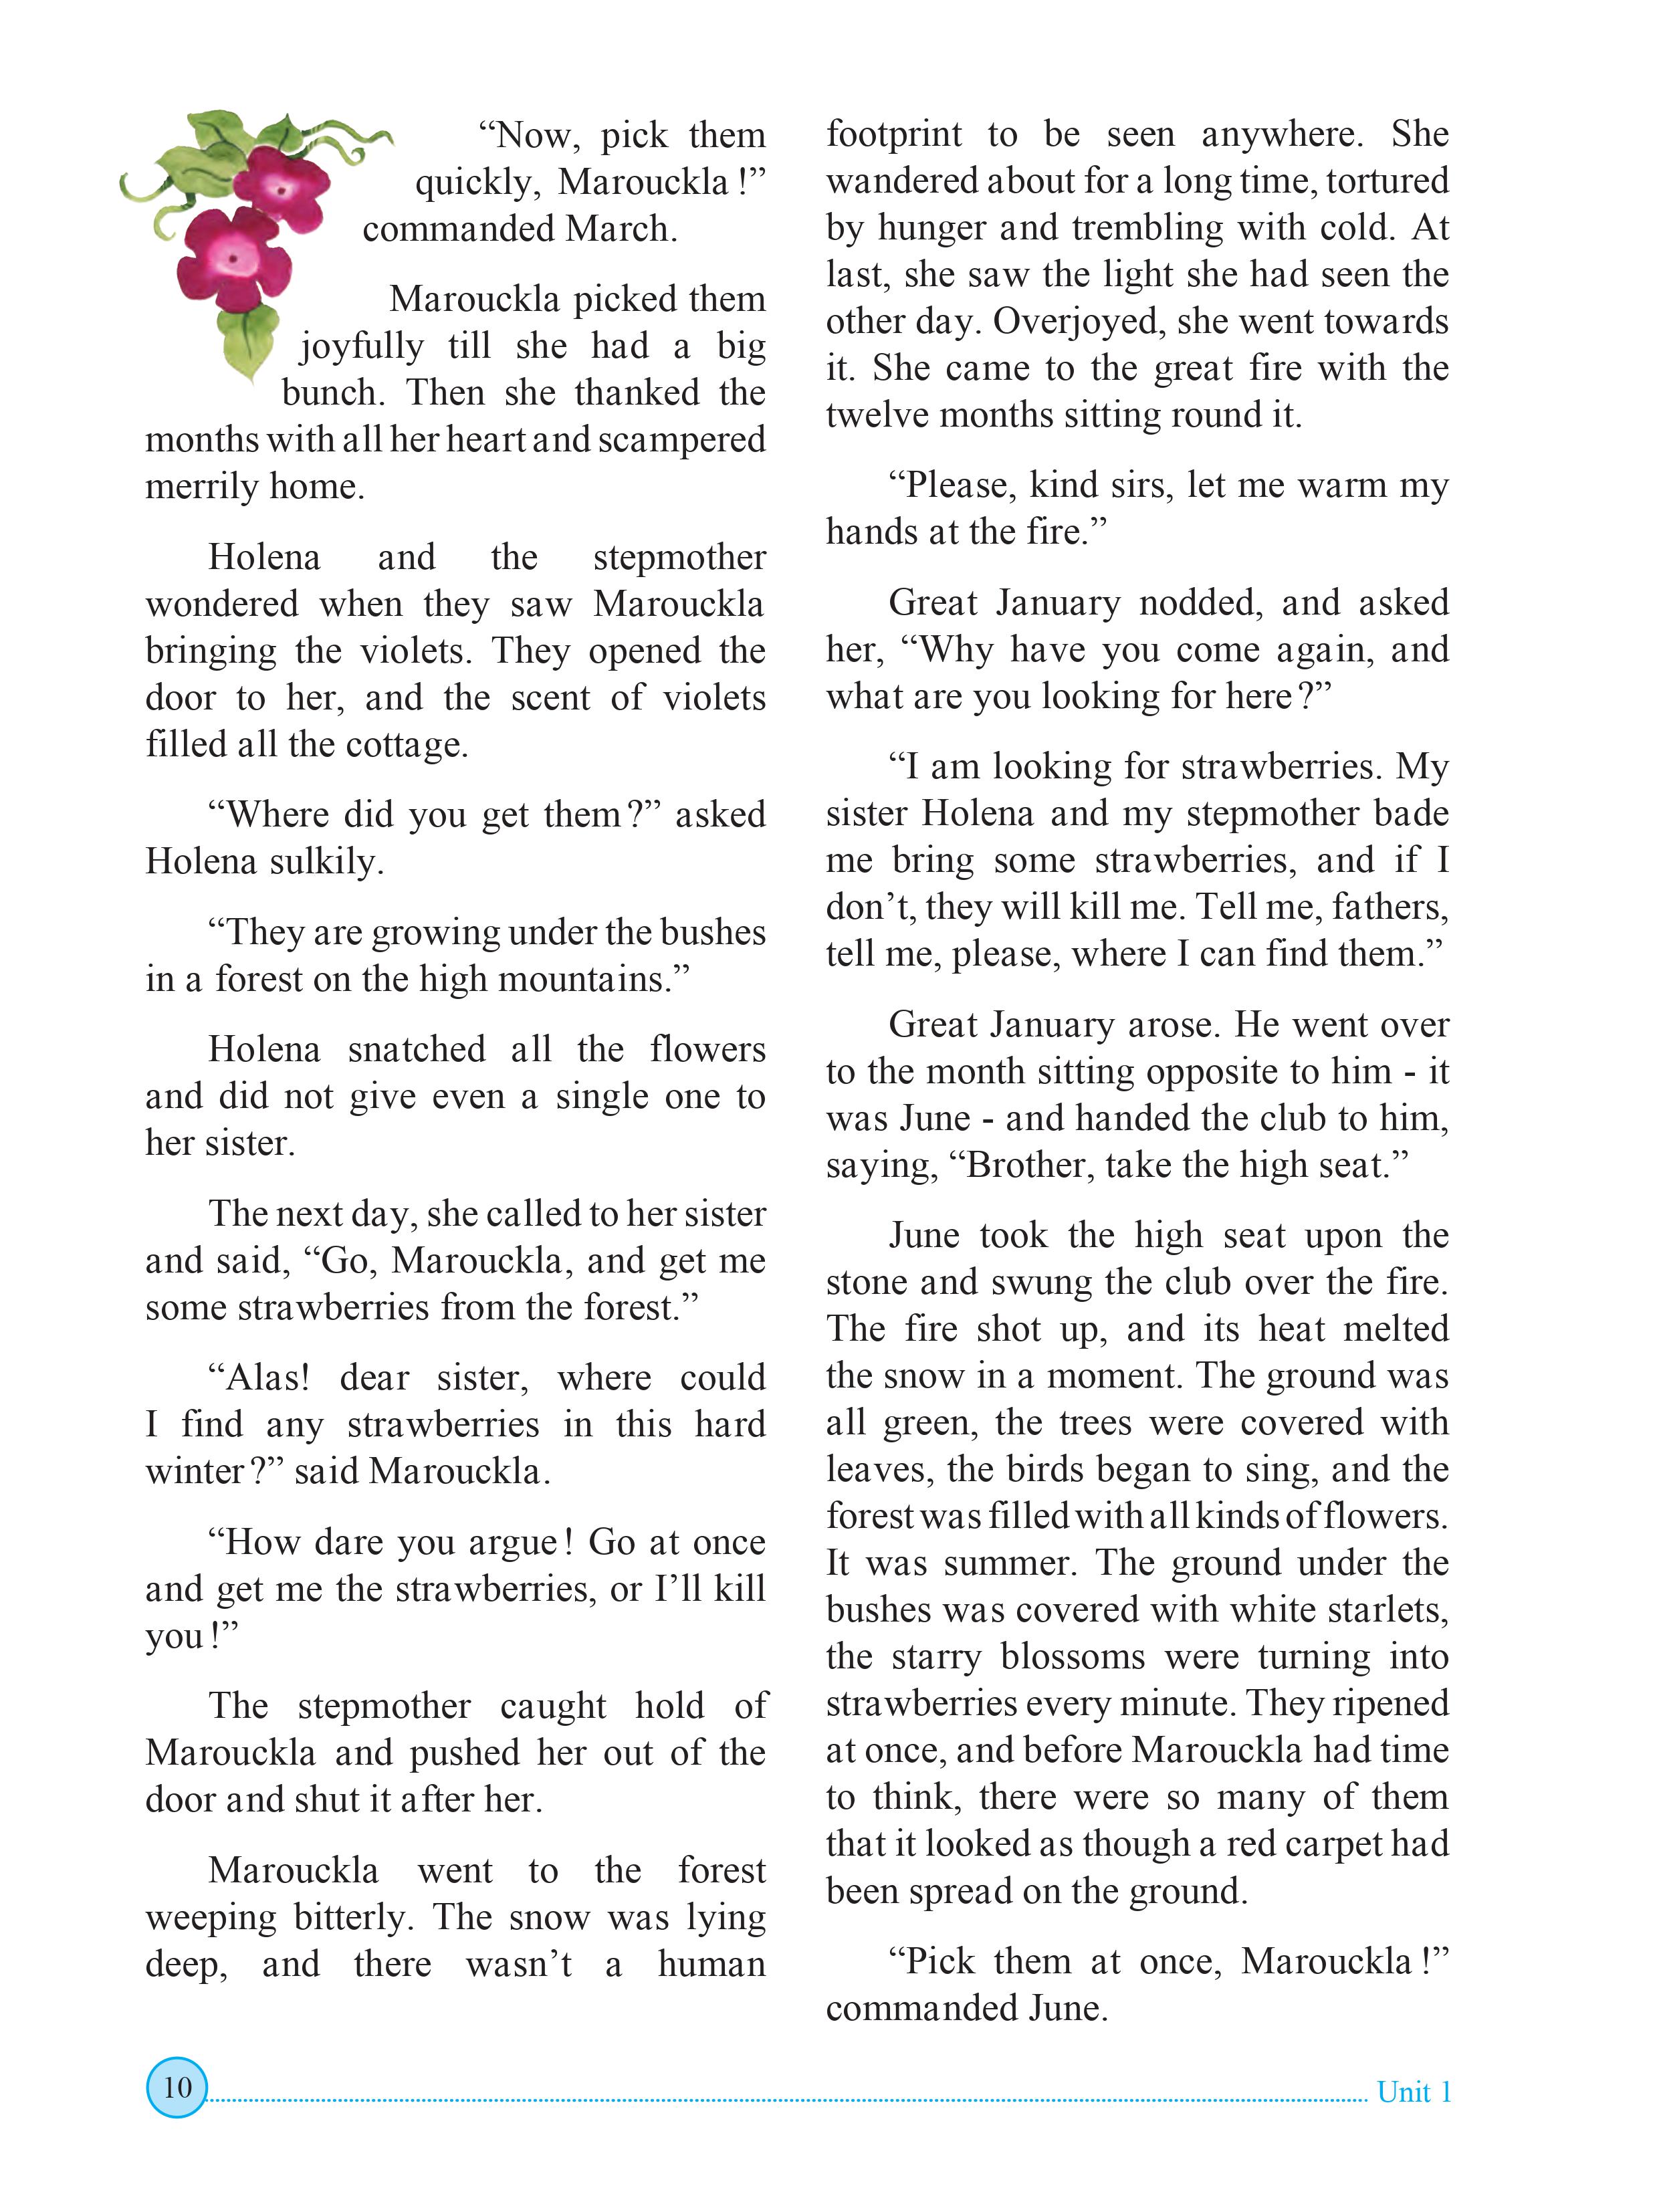 “Now, pick them
quickly, Marouckla !”
commanded March.
Marouckla picked them
joyfully till she had a big
bunch. Then she thanked the
months with all her heart and scampered
merrily home.
Holena and the stepmother
wondered when they saw Marouckla
bringing the violets. They opened the
door to her, and the scent of violets
filled all the cottage.
“Where did you get them ?” asked
Holena sulkily.
“They are growing under the bushes
in a forest on the high mountains.”
Holena snatched all the flowers
and did not give even a single one to
her sister.
The next day, she called to her sister
and said, “Go, Marouckla, and get me
some strawberries from the forest.”
“Alas! dear sister, where could
I find any strawberries in this hard
winter ?” said Marouckla.
“How dare you argue ! Go at once
and get me the strawberries, or I’ll kill
you !”
The stepmother caught hold of
Marouckla and pushed her out of the
door and shut it after her.
Marouckla went to the forest
weeping bitterly. The snow was lying
deep, and there wasn’t a human
footprint to be seen anywhere. She
wandered about for a long time, tortured
by hunger and trembling with cold. At
last, she saw the light she had seen the
other day. Overjoyed, she went towards
it. She came to the great fire with the
twelve months sitting round it.
“Please, kind sirs, let me warm my
hands at the fire.”
Great January nodded, and asked
her, “Why have you come again, and
what are you looking for here ?”
“I am looking for strawberries. My
sister Holena and my stepmother bade
me bring some strawberries, and if I
don’t, they will kill me. Tell me, fathers,
tell me, please, where I can find them.”
Great January arose. He went over
to the month sitting opposite to him - it
was June - and handed the club to him,
saying, “Brother, take the high seat.”
June took the high seat upon the
stone and swung the club over the fire.
The fire shot up, and its heat melted
the snow in a moment. The ground was
all green, the trees were covered with
leaves, the birds began to sing, and the
forest was filled with all kinds of flowers.
It was summer. The ground under the
bushes was covered with white starlets,
the starry blossoms were turning into
strawberries every minute. They ripened
at once, and before Marouckla had time
to think, there were so many of them
that it looked as though a red carpet had
been spread on the ground.
“Pick them at once, Marouckla !”
commanded June.
10
Unit 1